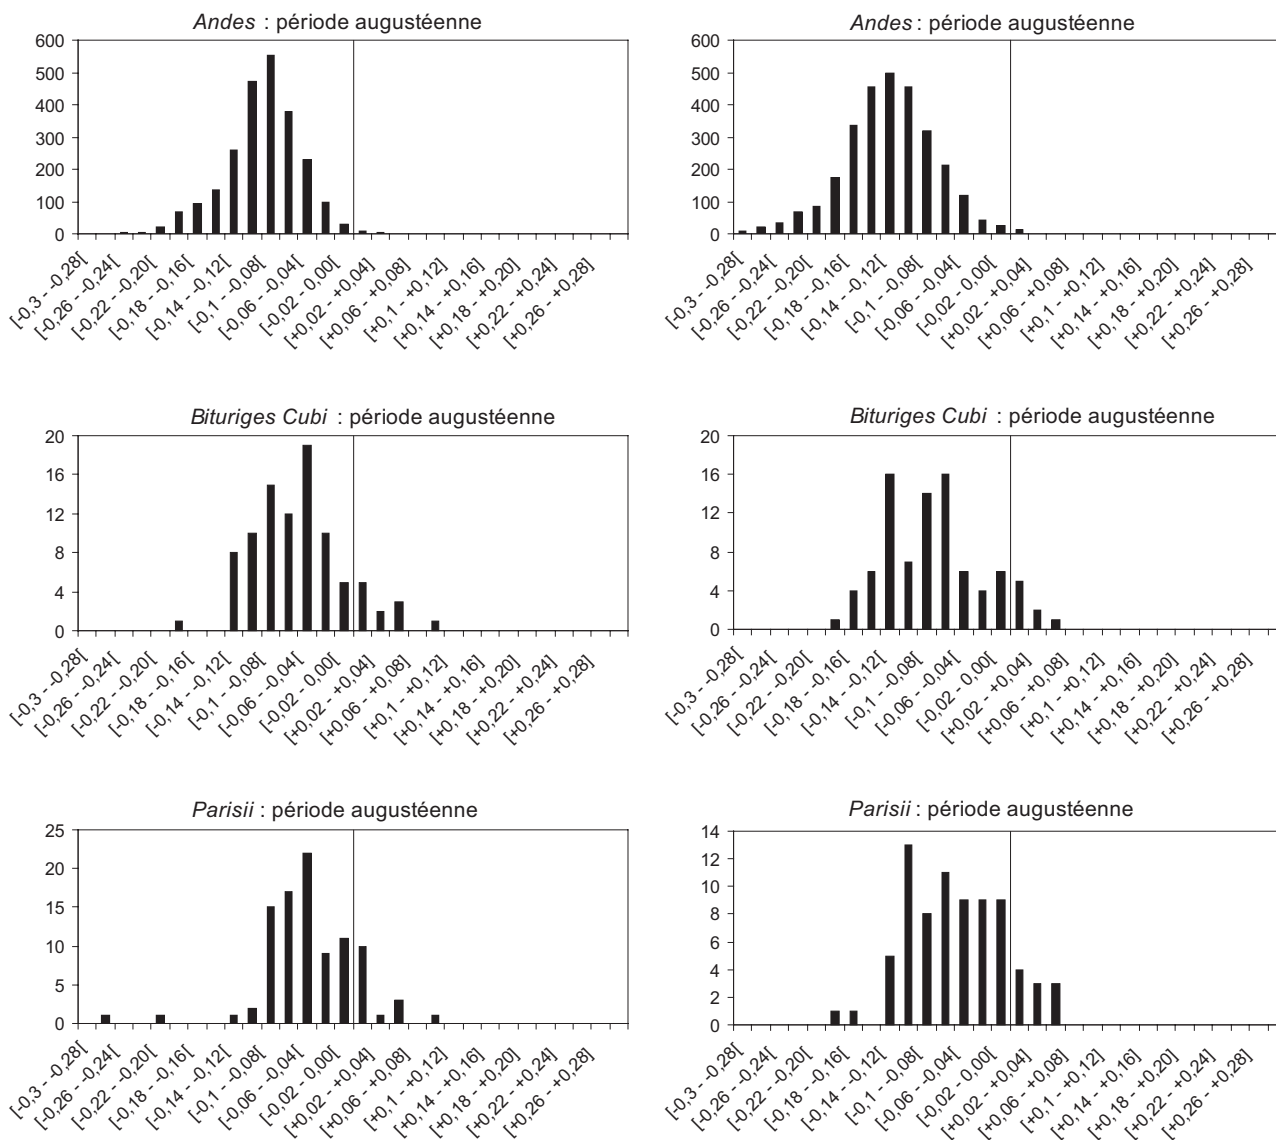 Andes : période augustéenne
600
500
400
300
200
100
0
[-0,3 - -0,28[
[-0,26 - -0,24[
[-0,22 - -0,20[
[-0,18 - -0,16[
[-0,14 - -0,12[
[-0,1 - -0,08[
[-0,06 - -0,04[
[-0,02 - 0,00[
[+0,02 - +0,04]
[+0,06 - +0,08]
[+0,1 - +0,12]
[+0,14 - +0,16]
[+0,18 - +0,20]
[+0,22 - +0,24]
[+0,26 - +0,28]
Andes : période augustéenne
600
500
400
300
200
100
0
[-0,3 - -0,28[
[-0,26 - -0,24[
[-0,22 - -0,20[
[-0,18 - -0,16[
[-0,14 - -0,12[
[-0,1 - -0,08[
[-0,06 - -0,04[
[-0,02 - 0,00[
[+0,02 - +0,04]
[+0,06 - +0,08]
[+0,1 - +0,12]
[+0,14 - +0,16]
[+0,18 - +0,20]
[+0,22 - +0,24]
[+0,26 - +0,28]
Bituriges Cubi : période augustéenne
20
16
12
8
4
0
[-0,3 - -0,28[
[-0,26 - -0,24[
[-0,22 - -0,20[
[-0,18 - -0,16[
[-0,14 - -0,12[
[-0,1 - -0,08[
[-0,06 - -0,04[
[-0,02 - 0,00[
[+0,02 - +0,04]
[+0,06 - +0,08]
[+0,1 - +0,12]
[+0,14 - +0,16]
[+0,18 - +0,20]
[+0,22 - +0,24]
[+0,26 - +0,28]
Bituriges Cubi : période augustéenne
20
16
12
8
4
0
[-0,3 - -0,28[
[-0,26 - -0,24[
[-0,22 - -0,20[
[-0,18 - -0,16[
[-0,14 - -0,12[
[-0,1 - -0,08[
[-0,06 - -0,04[
[-0,02 - 0,00[
[+0,02 - +0,04]
[+0,06 - +0,08]
[+0,1 - +0,12]
[+0,14 - +0,16]
[+0,18 - +0,20]
[+0,22 - +0,24]
[+0,26 - +0,28]
Parisii : période augustéenne
25
20
15
10
5
0
[-0,3 - -0,28[
[-0,26 - -0,24[
[-0,22 - -0,20[
[-0,18 - -0,16[
[-0,14 - -0,12[
[-0,1 - -0,08[
[-0,06 - -0,04[
[-0,02 - 0,00[
[+0,02 - +0,04]
[+0,06 - +0,08]
[+0,1 - +0,12]
[+0,14 - +0,16]
[+0,18 - +0,20]
[+0,22 - +0,24]
[+0,26 - +0,28]
Parisii : période augustéenne
14
12
10
8
6
4
2
0
[-0,3 - -0,28[
[-0,26 - -0,24[
[-0,22 - -0,20[
[-0,18 - -0,16[
[-0,14 - -0,12[
[-0,1 - -0,08[
[-0,06 - -0,04[
[-0,02 - 0,00[
[+0,02 - +0,04]
[+0,06 - +0,08]
[+0,1 - +0,12]
[+0,14 - +0,16]
[+0,18 - +0,20]
[+0,22 - +0,24]
[+0,26 - +0,28]